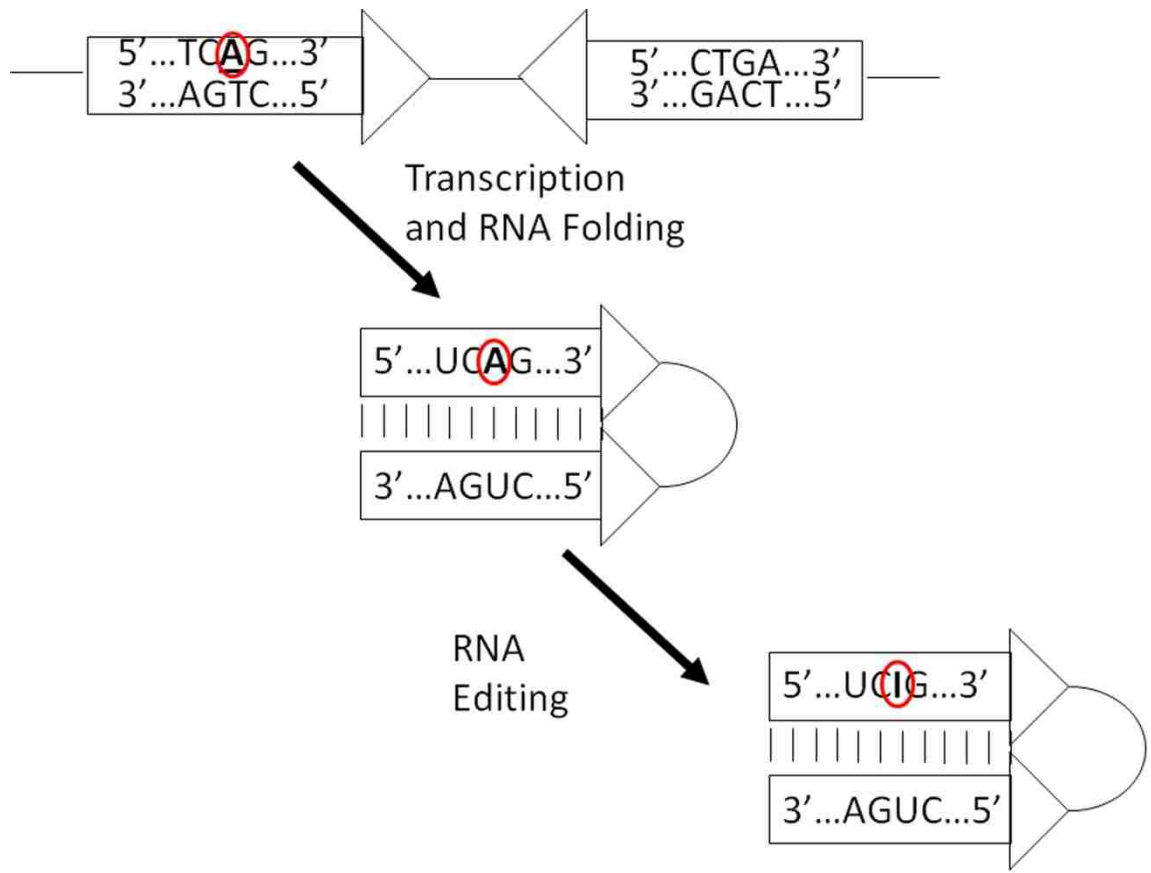 5’...TCAG...3’
3’...AGTC...5’
5’...CTGA...3’
3’...GACT...5’
Transcription
and RNA Folding
5’...UCAG...3’
3’...AGUC...5’
RNA
Editing
5’...UCIG...3’
3’...AGUC...5’